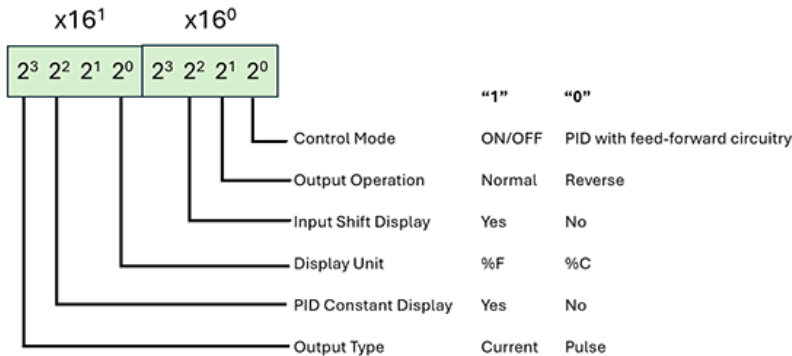 x16¹ x16⁰
2³ 2² 2¹ 2⁰ 2³ 2² 2¹ 2⁰
“1” “0”
Control Mode ON/OFF PID with feed-forward circuitry
Output Operation Normal Reverse
Input Shift Display Yes No
Display Unit %F %C
PID Constant Display Yes No
Output Type Current Pulse